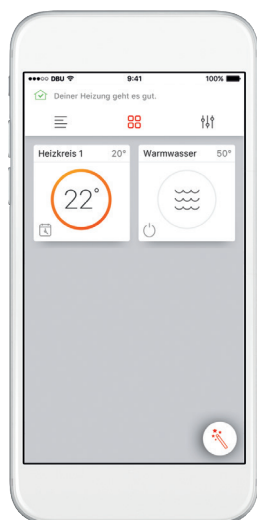 ●●●○○ DBU 9:41 100%
Deiner Heizung geht es gut.
Heizkreis 1 20° Warmwasser 50°
22°